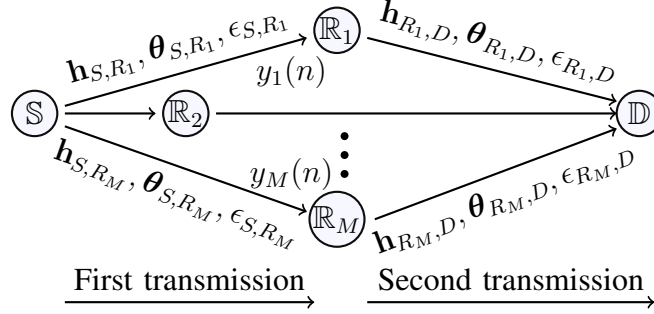 𝕊
𝐡_{S,R_1}, 𝜽_{S,R_1}, ϵ_{S,R_1}
ℝ_1
y_1(n)
𝐡_{R_1,D}, 𝜽_{R_1,D}, ϵ_{R_1,D}
ℝ_2
𝔻
𝐡_{S,R_M}, 𝜽_{S,R_M}, ϵ_{S,R_M}
y_M(n)
ℝ_M
𝐡_{R_M,D}, 𝜽_{R_M,D}, ϵ_{R_M,D}
First transmission
Second transmission